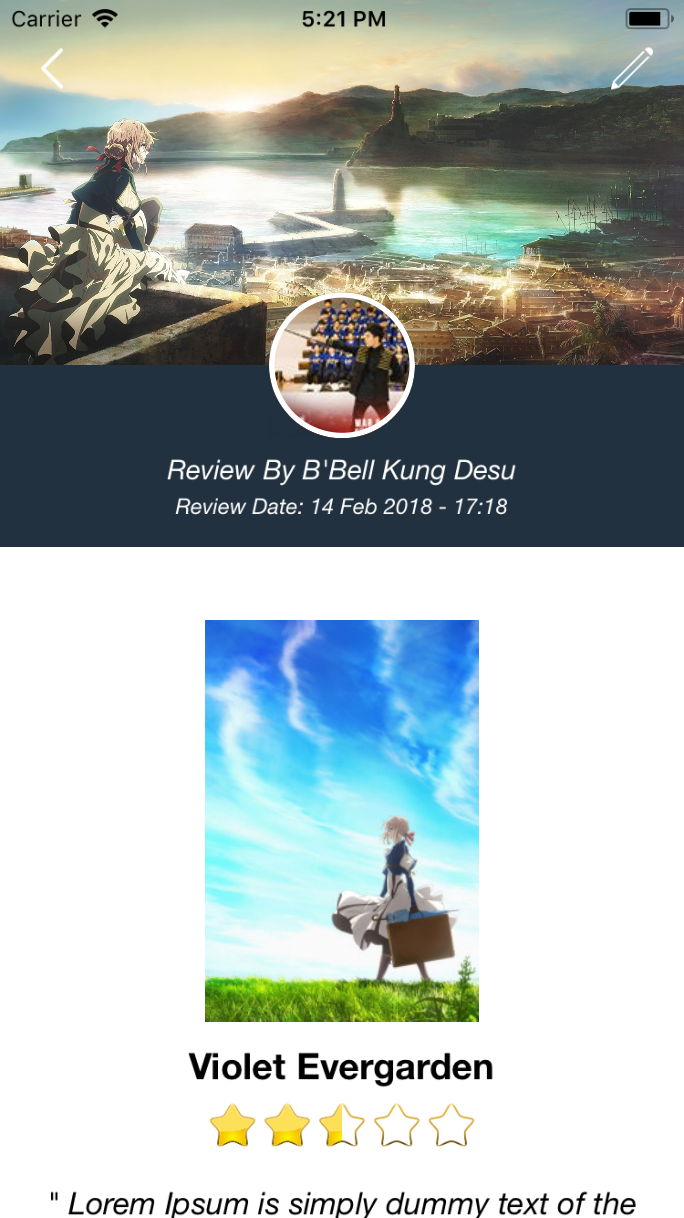 Carrier 5:21 PM
Review By B'Bell Kung Desu
Review Date: 14 Feb 2018 - 17:18
Violet Evergarden
" Lorem Ipsum is simply dummy text of the